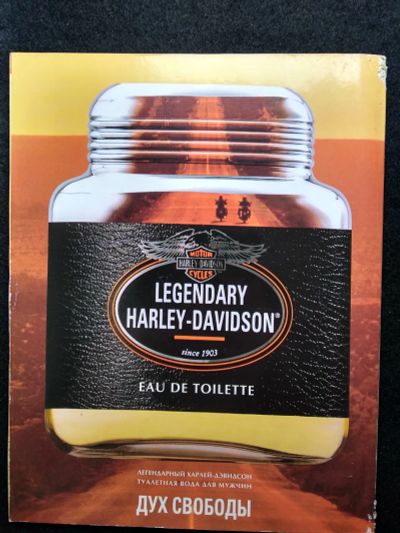 MOTOR
HARLEY-DAVIDSON
CYCLES
LEGENDARY
HARLEY-DAVIDSON®
since 1903
EAU DE TOILETTE
ЛЕГЕНДАРНЫЙ ХАРЛЕЙ-ДЭВИДСОН
ТУАЛЕТНАЯ ВОДА ДЛЯ МУЖЧИН
ДУХ СВОБОДЫ